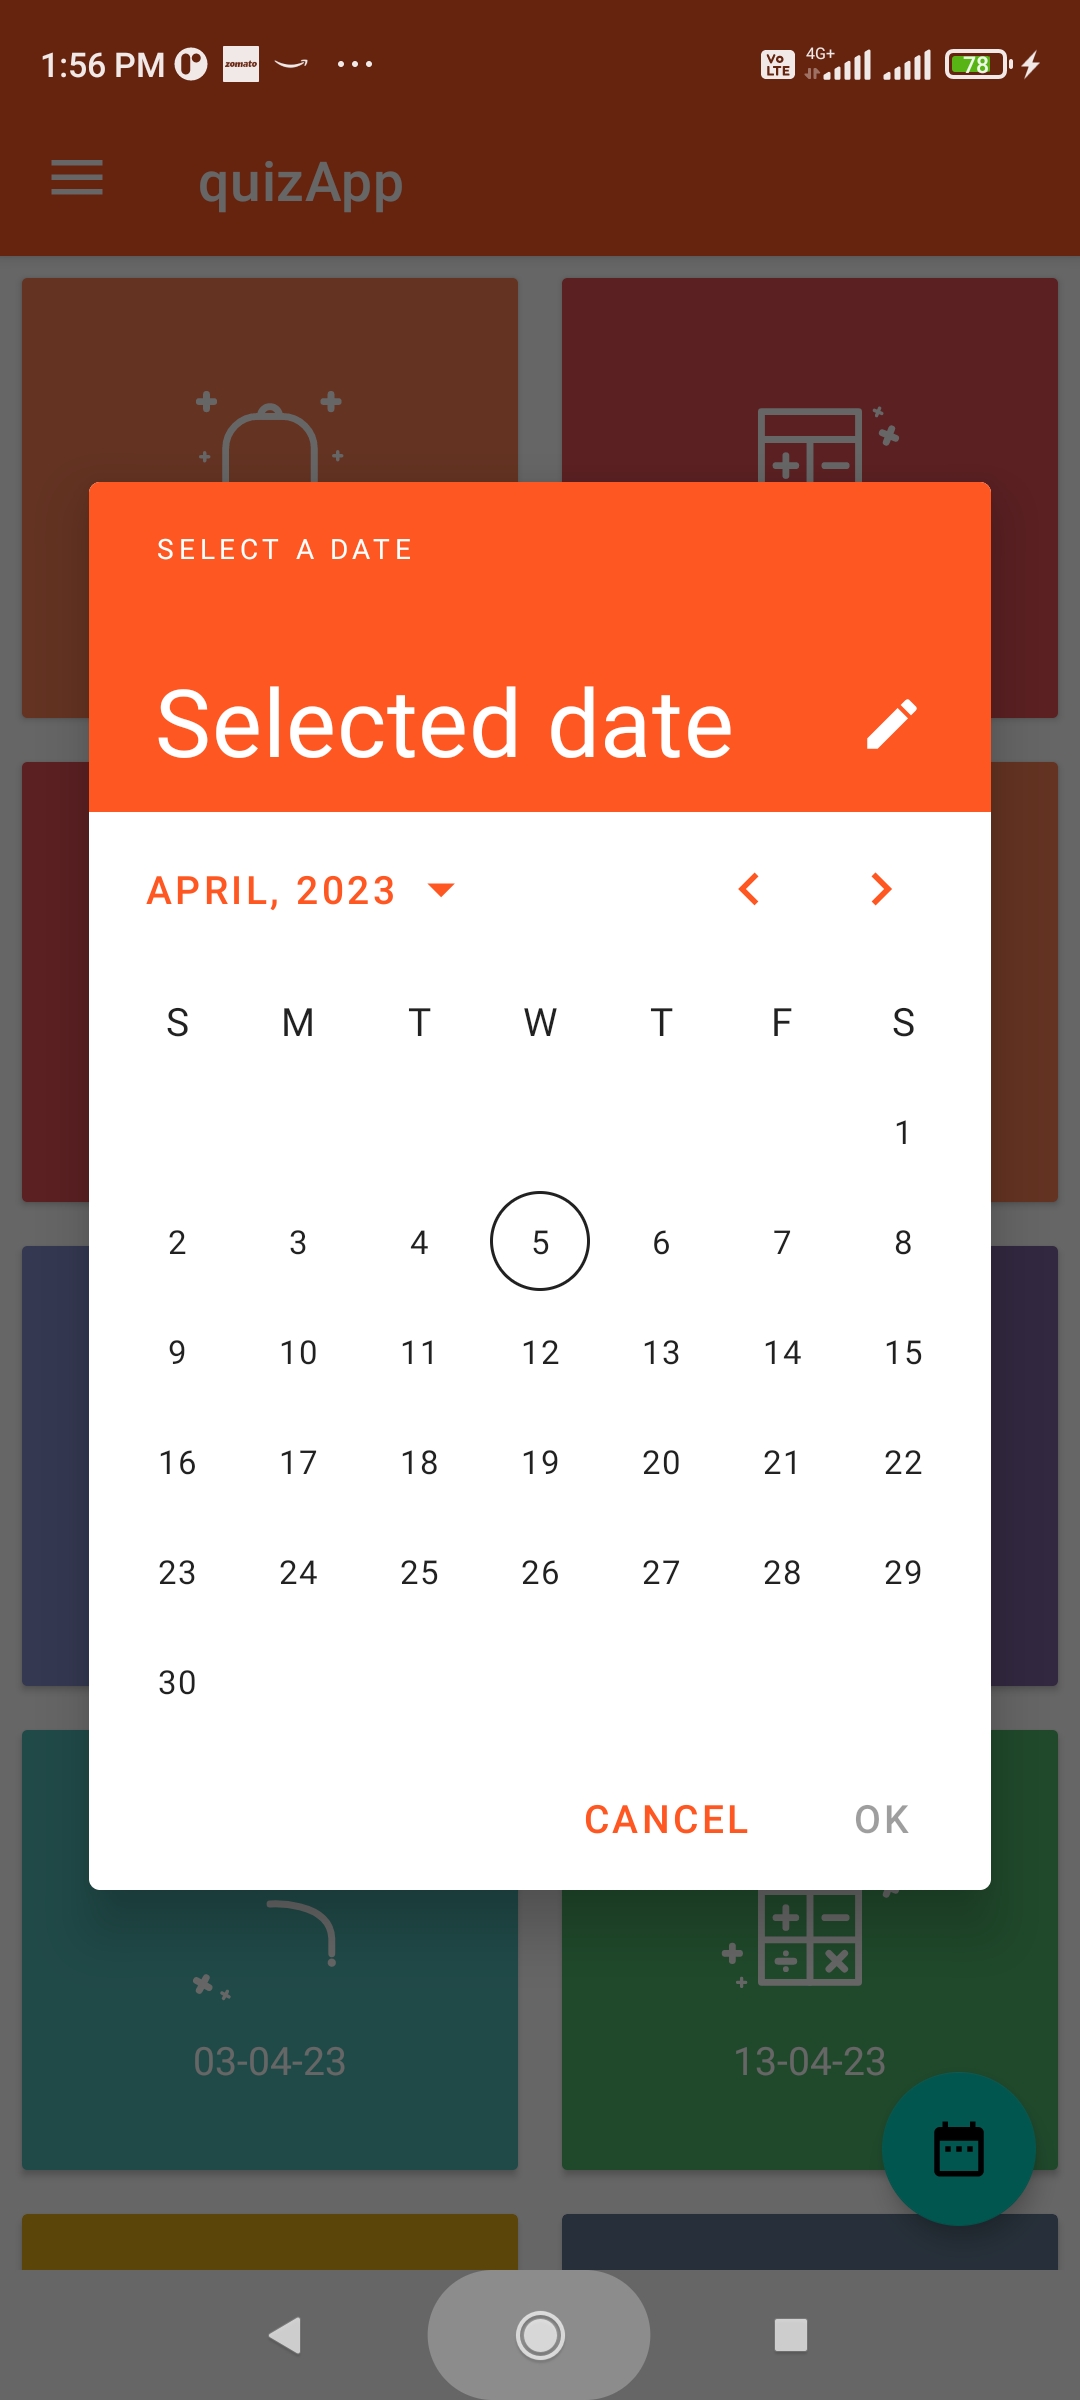 1:56 PM zomato ... Vo LTE 4G+ 78
quizApp
SELECT A DATE
Selected date
APRIL, 2023
S M T W T F S
1
2 3 4 5 6 7 8
9 10 11 12 13 14 15
16 17 18 19 20 21 22
23 24 25 26 27 28 29
30
CANCEL OK
03-04-23 13-04-23